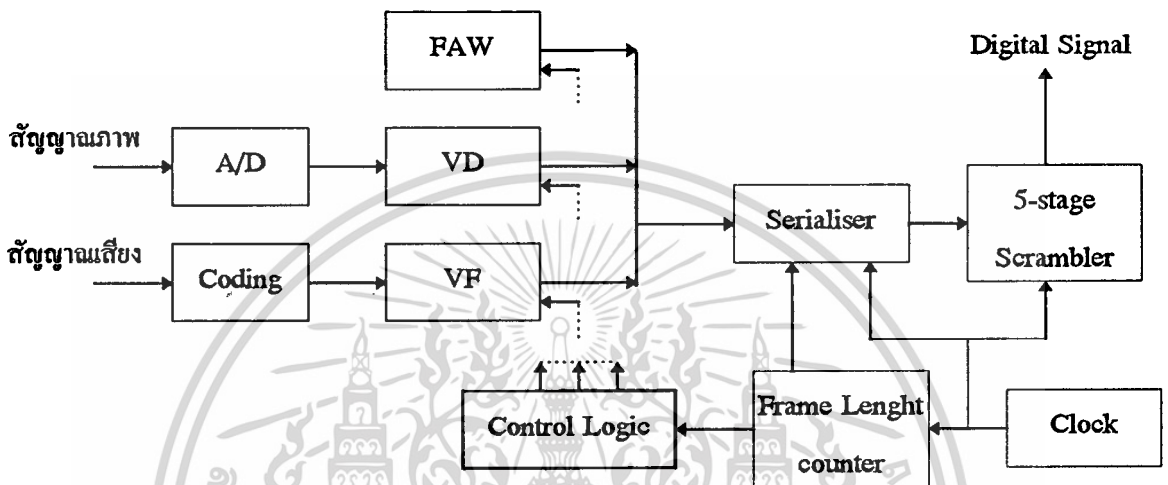 FAW
Digital Signal
สัญญาณภาพ
A/D
VD
Serialiser
5-stage
Scrambler
สัญญาณเสียง
Coding
VF
Control Logic
Frame Lenght
counter
Clock